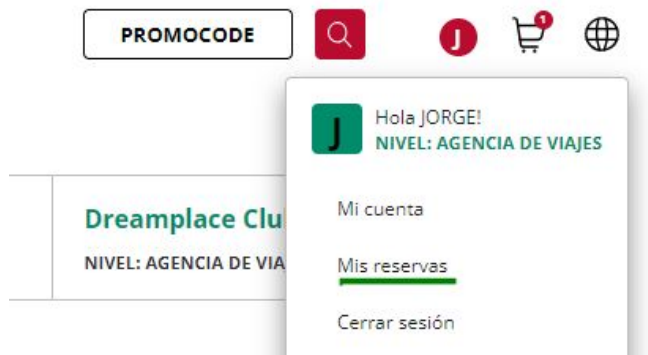 PROMOCODE
J
1
J
Hola JORGE!
NIVEL: AGENCIA DE VIAJES
Dreamplace Clu
NIVEL: AGENCIA DE VIA
Mi cuenta
Mis reservas
Cerrar sesión